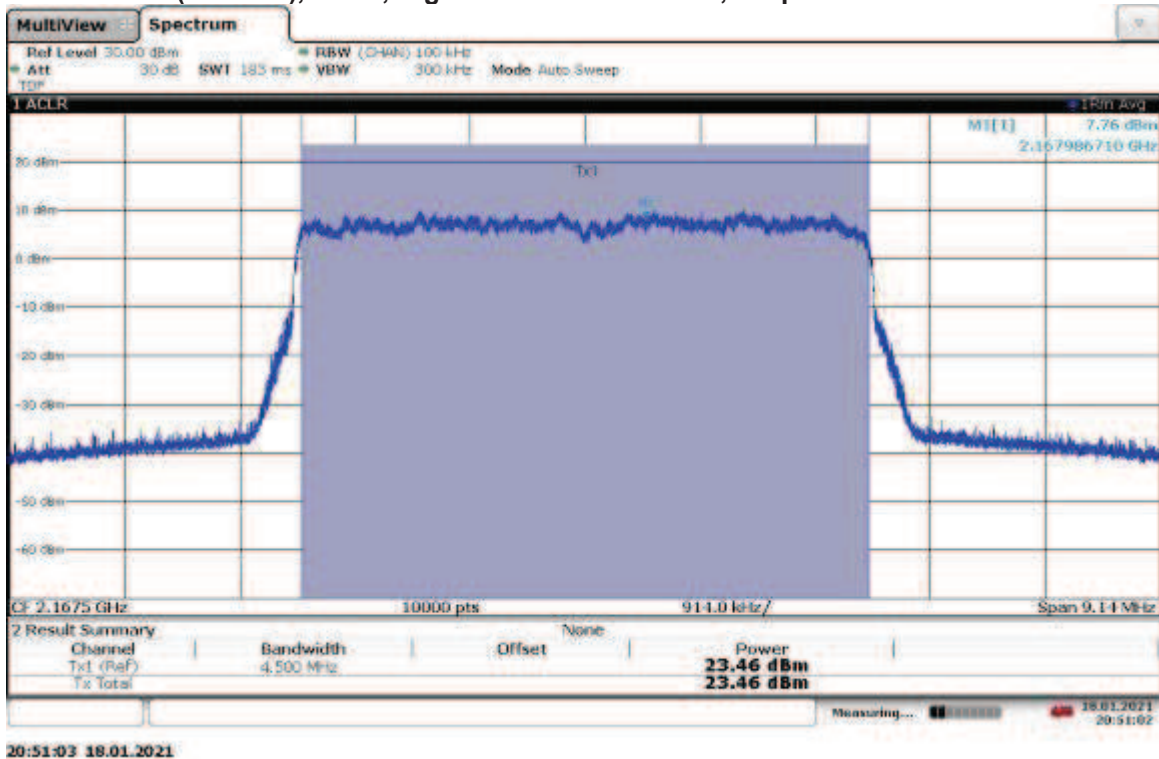 MultiView Spectrum
Ref Level 30.00 dBm RBW (CHAN) 100 kHz
Att 30 dB SWT 183 ms VBW 300 kHz Mode Auto Sweep
TDF
1 ACLR 1Rm Avg
M1[1] 7.76 dBm
2.167986710 GHz
20 dBm
Tx1
M1
10 dBm
0 dBm
-10 dBm
-20 dBm
-30 dBm
-50 dBm
-60 dBm
CF 2.1675 GHz 10000 pts 914.0 kHz/ Span 9.14 MHz
2 Result Summary None
Channel Bandwidth Offset Power
Tx1 (Ref) 4.500 MHz 23.46 dBm
Tx Total 23.46 dBm
Measuring... 18.01.2021
20:51:02
20:51:03 18.01.2021